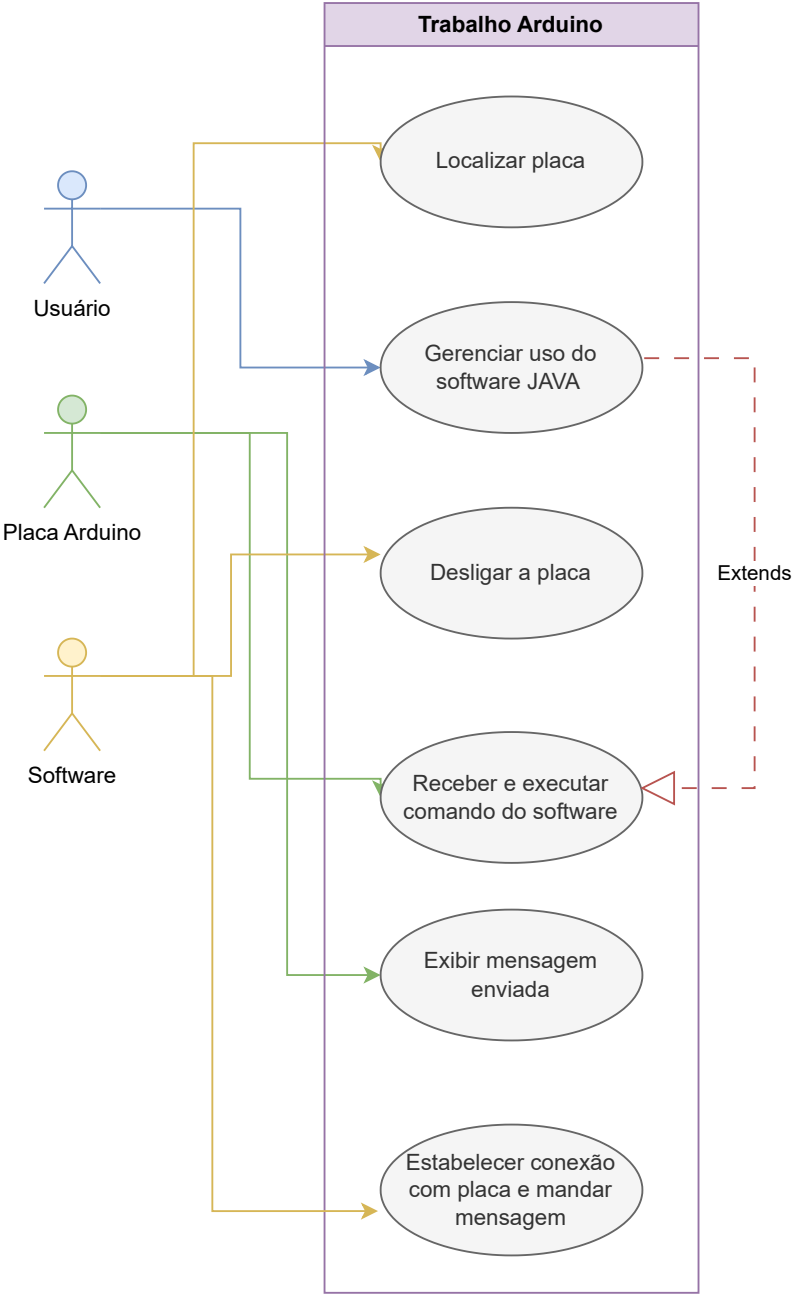 Trabalho Arduino
Localizar placa
Usuário
Gerenciar uso do
software JAVA
Placa Arduino
Desligar a placa
Extends
Software
Receber e executar
comando do software
Exibir mensagem
enviada
Estabelecer conexão
com placa e mandar
mensagem